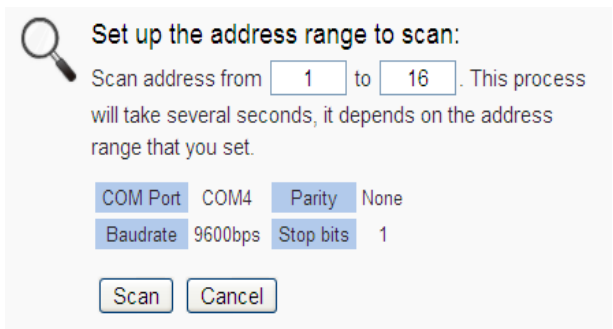 Set up the address range to scan:
Scan address from 1 to 16 . This process
will take several seconds, it depends on the address
range that you set.
COM Port COM4 Parity None
Baudrate 9600bps Stop bits 1
Scan Cancel